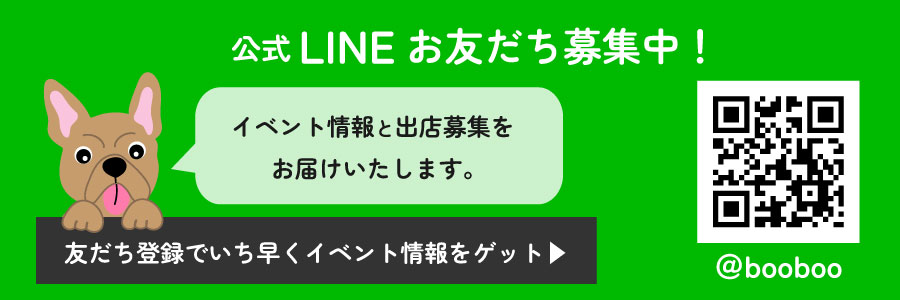 公式 LINE お友だち募集中！
イベント情報と出店募集を
お届けいたします。
友だち登録でいち早くイベント情報をゲット▶
@booboo